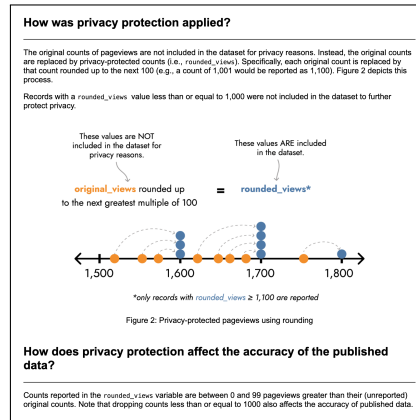 How was privacy protection applied?
The original counts of pageviews are not included in the dataset for privacy reasons. Instead, the original counts
are replaced by privacy-protected counts (i.e., rounded_views). Specifically, each original count is replaced by
that count rounded up to the next 100 (e.g., a count of 1,001 would be reported as 1,100). Figure 2 depicts this
process.
Records with a rounded_views value less than or equal to 1,000 were not included in the dataset to further
protect privacy.
These values are NOT
included in the dataset for
privacy reasons.
These values ARE included
in the dataset.
original_views rounded up
to the next greatest multiple of 100
=
rounded_views*
1,500 1,600 1,700 1,800
*only records with rounded_views ≥ 1,100 are reported
Figure 2: Privacy-protected pageviews using rounding
How does privacy protection affect the accuracy of the published
data?
Counts reported in the rounded_views variable are between 0 and 99 pageviews greater than their (unreported)
original counts. Note that dropping counts less than or equal to 1000 also affects the accuracy of published data.